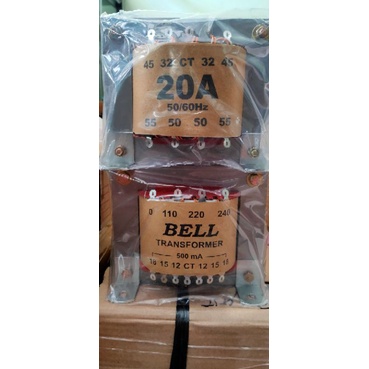 45 32 CT 32 45
20A
50/60Hz
55 50 50 55
0 110 220 240
BELL
TRANSFORMER
500 mA
18 15 12 CT 12 15 18